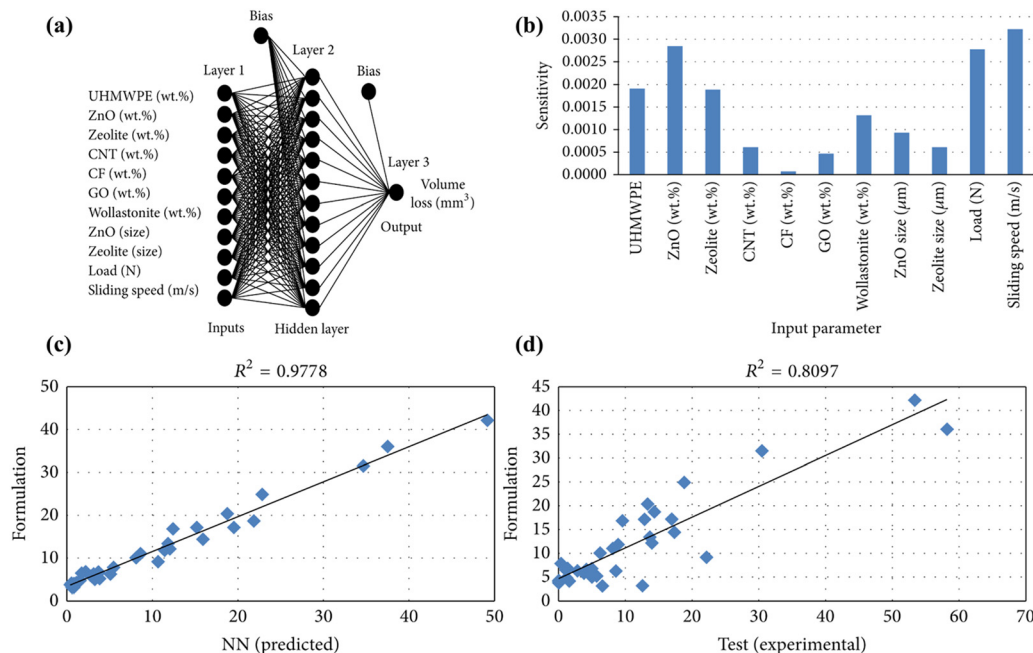 (a)
Bias
Layer 2
Layer 1
Bias
UHMWPE (wt.%)
ZnO (wt.%)
Zeolite (wt.%)
CNT (wt.%)
CF (wt.%)
GO (wt.%)
Wollastonite (wt.%)
ZnO (size)
Zeolite (size)
Load (N)
Sliding speed (m/s)
Layer 3
Volume
loss (mm³)
Output
Inputs
Hidden layer
(b)
Sensitivity
0.0035
0.0030
0.0025
0.0020
0.0015
0.0010
0.0005
0.0000
UHMWPE
ZnO (wt.%)
Zeolite (wt.%)
CNT (wt.%)
CF (wt.%)
GO (wt.%)
Wollastonite (wt.%)
ZnO size (μm)
Zeolite size (μm)
Load (N)
Sliding speed (m/s)
Input parameter
(c)
R² = 0.9778
Formulation
50
40
30
20
10
0
0
10
20
30
40
50
NN (predicted)
(d)
R² = 0.8097
Formulation
45
40
35
30
25
20
15
10
5
0
0
10
20
30
40
50
60
70
Test (experimental)